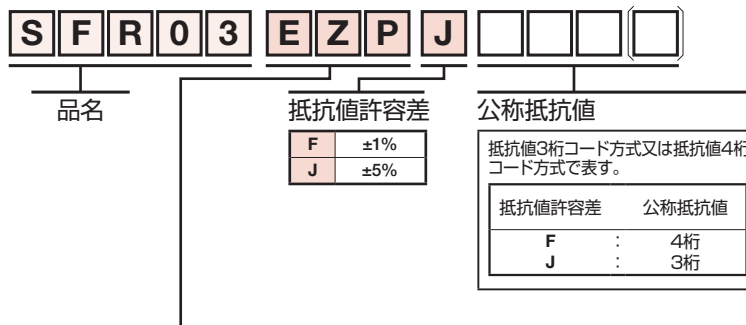 SFR03 EZP J
品名
抵抗値許容差
公称抵抗値
F ±1%
J ±5%
抵抗値3桁コード方式又は抵抗値4桁
コード方式で表す。
抵抗値許容差 公称抵抗値
F : 4桁
J : 3桁